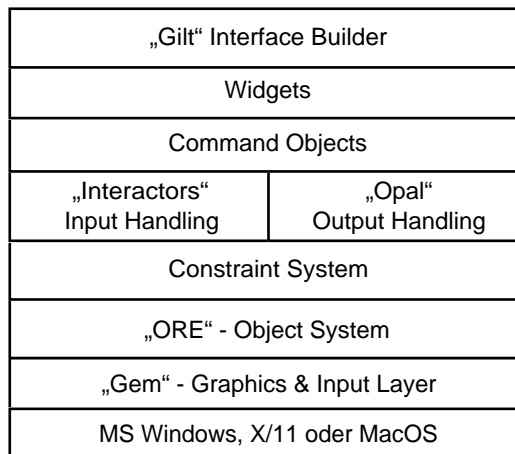 „Gilt“ Interface Builder
Widgets
Command Objects
„Interactors“
Input Handling
„Opal“
Output Handling
Constraint System
„ORE“ - Object System
„Gem“ - Graphics & Input Layer
MS Windows, X/11 oder MacOS